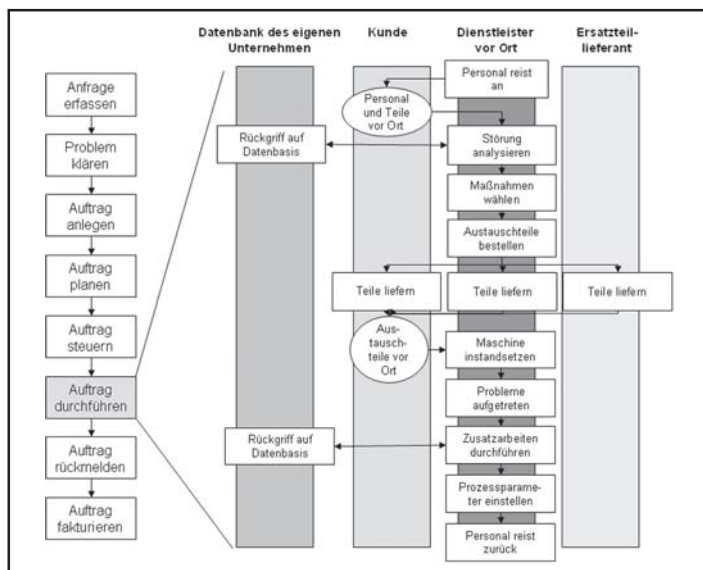 Datenbank des eigenen
Unternehmen
Kunde
Dienstleister
vor Ort
Ersatzteil-
lieferant
Anfrage
erfassen
Problem
klären
Auftrag
anlegen
Auftrag
planen
Auftrag
steuern
Auftrag
durchführen
Auftrag
rückmelden
Auftrag
fakturieren
Personal reist
an
Personal
und Teile
vor Ort
Rückgriff auf
Datenbasis
Störung
analysieren
Maßnahmen
wählen
Austauschteile
bestellen
Teile liefern
Teile liefern
Teile liefern
Aus-
tausch-
teile vor
Ort
Maschine
instandsetzen
Probleme
aufgetreten
Rückgriff auf
Datenbasis
Zusatzarbeiten
durchführen
Prozessparame-
ter einstellen
Personal reist
zurück